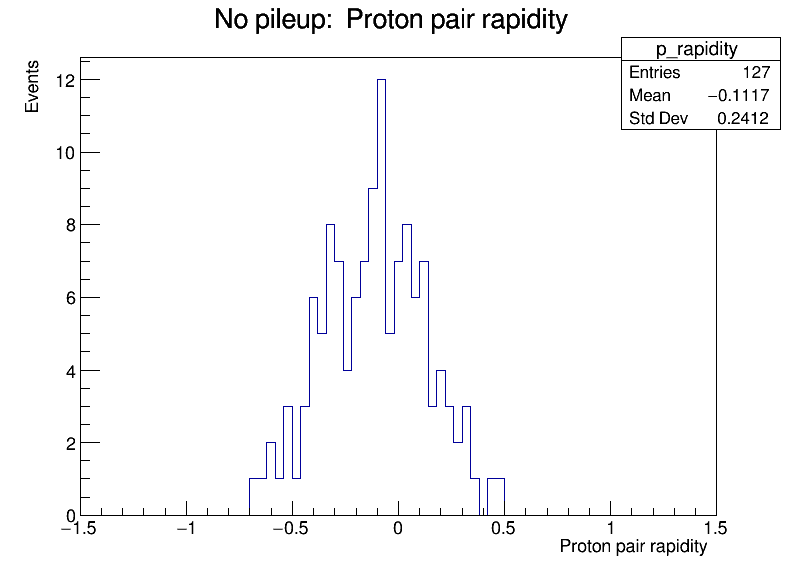 No pileup: Proton pair rapidity
p_rapidity
Entries 127
Mean −0.1117
Std Dev 0.2412
Events
12
10
8
6
4
2
0
−1.5 −1 −0.5 0 0.5 1 1.5
Proton pair rapidity